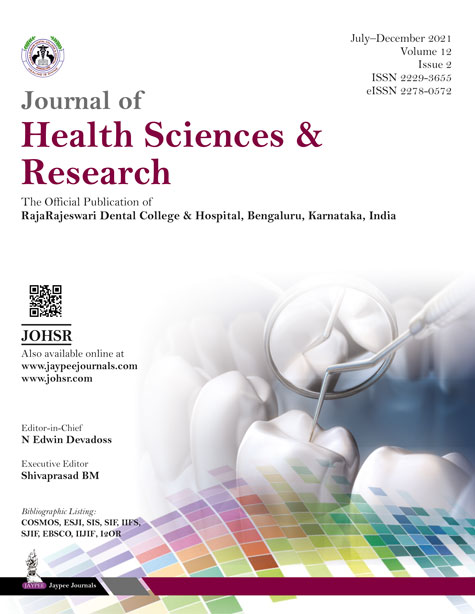 July–December 2021
Volume 12
Issue 2
ISSN 2229-3655
eISSN 2278-0572
Journal of
Health Sciences &
Research
The Official Publication of
RajaRajeswari Dental College & Hospital, Bengaluru, Karnataka, India
JOHSR
Also available online at
www.jaypeejournals.com
www.johsr.com
Editor-in-Chief
N Edwin Devadoss
Executive Editor
Shivaprasad BM
Bibliographic Listing:
COSMOS, ESJI, SIS, SIF, IIFS,
SJIF, EBSCO, IIJIF, I2OR
JAYPEE
Jaypee Journals